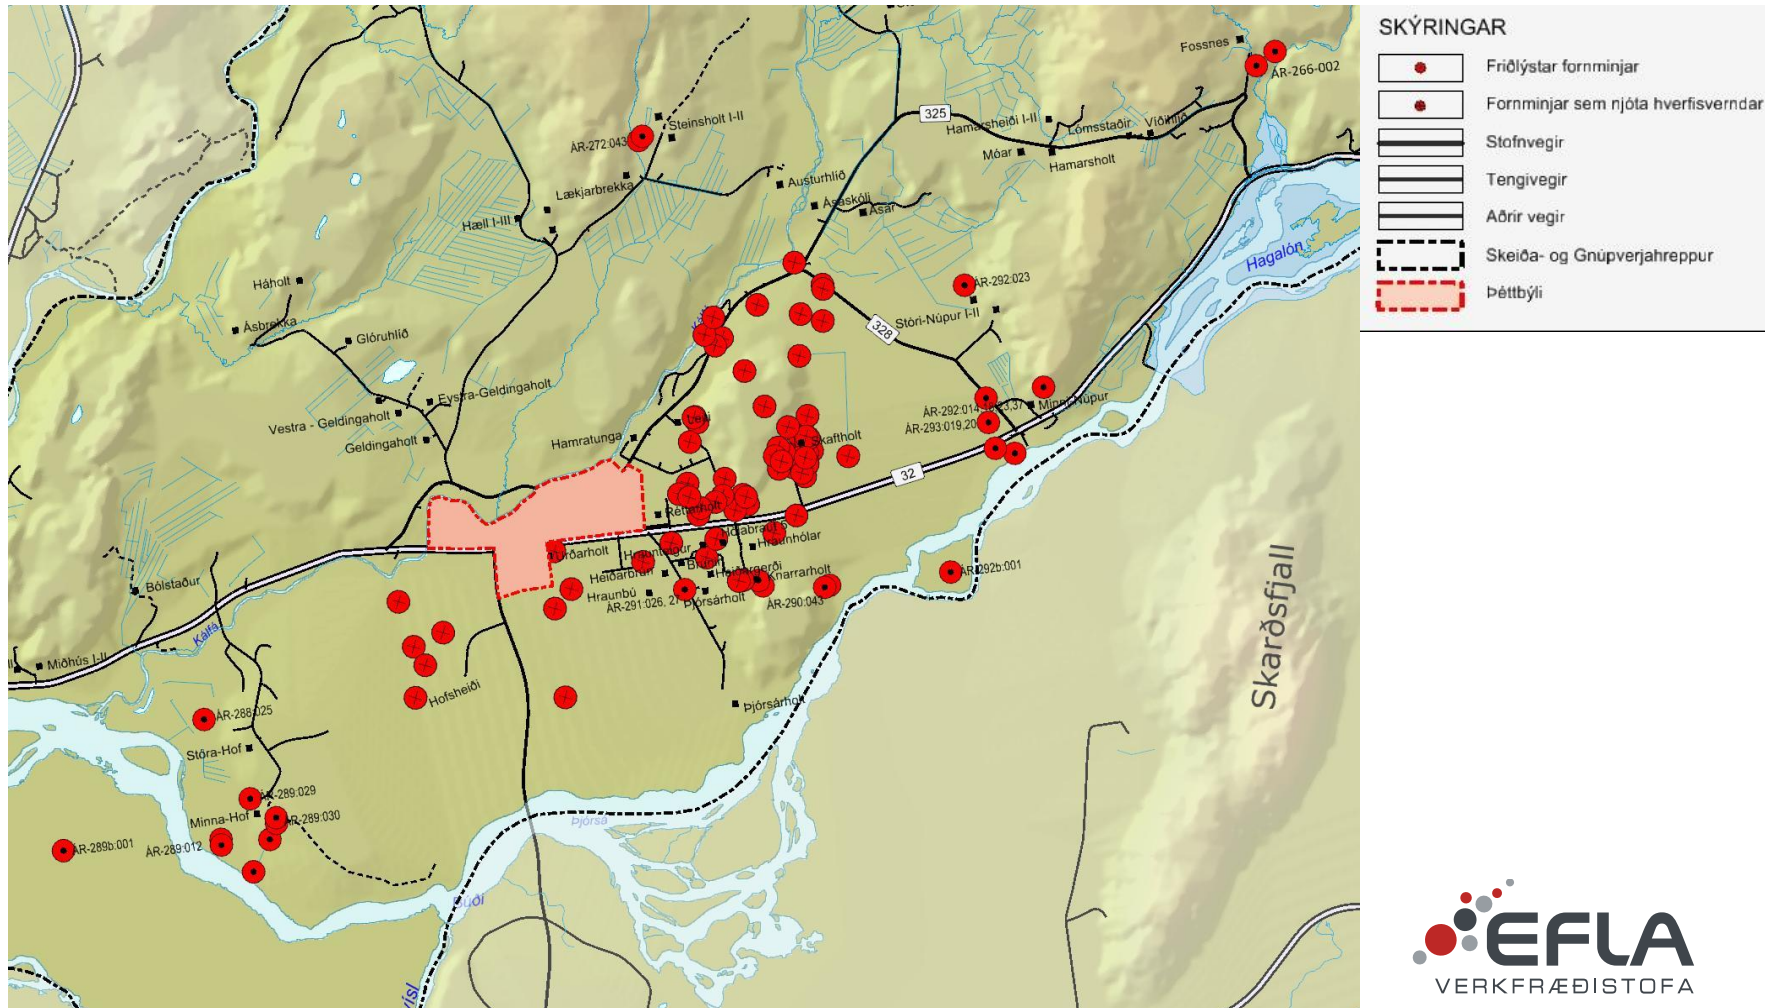 Fossnes
ÁR-266-002
325
Hamarsheiði I-II
Lómsstaðir
Víðihlíð
Móar
Hamarsholt
Steinsholt I-II
ÁR-272:043
Lækjarbrekka
Austurhlíð
Ásaskóli
Ásar
Hæll I-III
Hagalón
Háholt
ÁR-292:023
Stóri-Núpur I-II
328
Ásbrekka
Glóruhlíð
Eystra-Geldingaholt
Vestra - Geldingaholt
Geldingaholt
Hamratunga
Skaftholt
Minni-Núpur
ÁR-293:019,20
32
Hraunhólar
Brúnir
Heiðargerði
Knarrarholt
Heiðarbrún
Hraunbú
ÁR-291:026, 27
Þjórsárholt
ÁR-290:043
ÁR-292b:001
Skarðsfjall
Bólstaður
Kálfá
Miðhús I-II
Hofsheiði
Þjórsárholt
ÁR-288:025
Stóra-Hof
ÁR-289:029
Minna-Hof
ÁR-289:030
ÁR-289b:001
ÁR-289:012
Þjórsá
Búði
SKÝRINGAR
Friðlýstar fornminjar
Fornminjar sem njóta hverfisverndar
Stofnvegir
Tengivegir
Aðrir vegir
Skeiða- og Gnúpverjahreppur
Þéttbýli
EFLA
VERKFRÆÐISTOFA